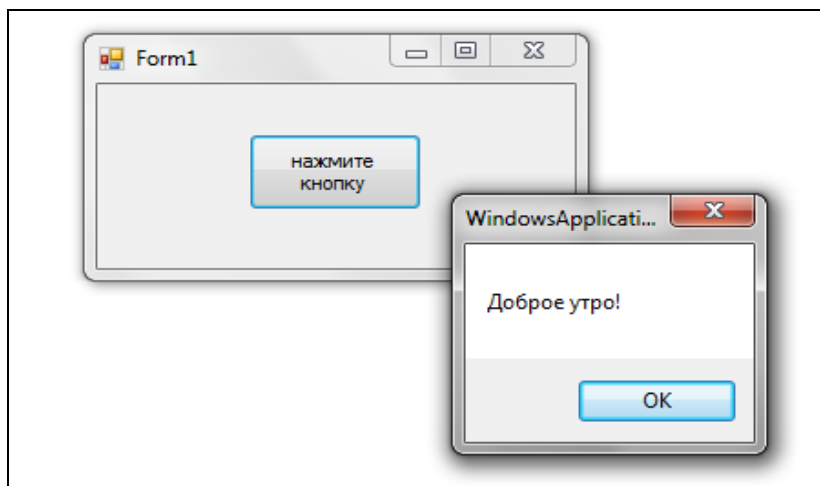 Form1
нажмите
кнопку
WindowsApplicati...
Доброе утро!
OK